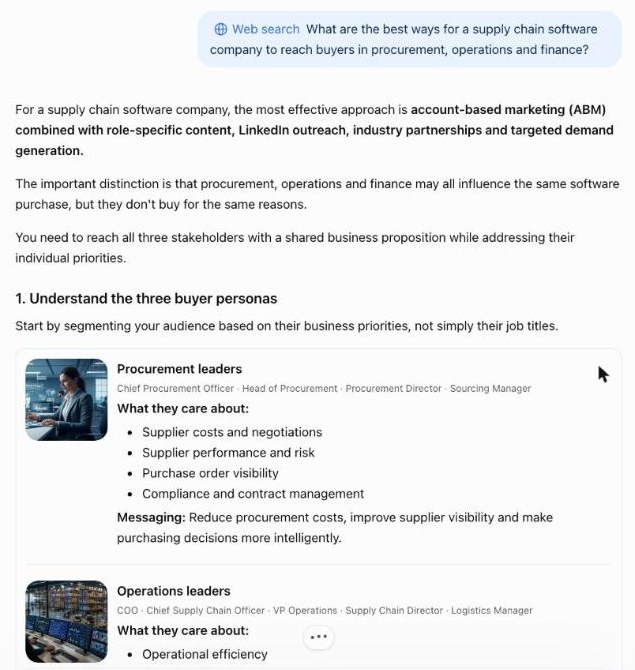 Web search What are the best ways for a supply chain software
company to reach buyers in procurement, operations and finance?
For a supply chain software company, the most effective approach is account-based marketing (ABM)
combined with role-specific content, LinkedIn outreach, industry partnerships and targeted demand
generation.
The important distinction is that procurement, operations and finance may all influence the same software
purchase, but they don't buy for the same reasons.
You need to reach all three stakeholders with a shared business proposition while addressing their
individual priorities.
1. Understand the three buyer personas
Start by segmenting your audience based on their business priorities, not simply their job titles.
Procurement leaders
Chief Procurement Officer · Head of Procurement · Procurement Director · Sourcing Manager
What they care about:
• Supplier costs and negotiations
• Supplier performance and risk
• Purchase order visibility
• Compliance and contract management
Messaging: Reduce procurement costs, improve supplier visibility and make
purchasing decisions more intelligently.
Operations leaders
COO · Chief Supply Chain Officer · VP Operations · Supply Chain Director · Logistics Manager
What they care about:
• Operational efficiency